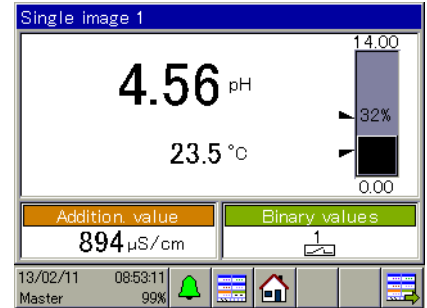 Single image 1
14.00
4.56 pH
32%
23.5 °C
0.00
Addition. value
Binary values
894 µS/cm
1
13/02/11 08:53:11
Master 99%